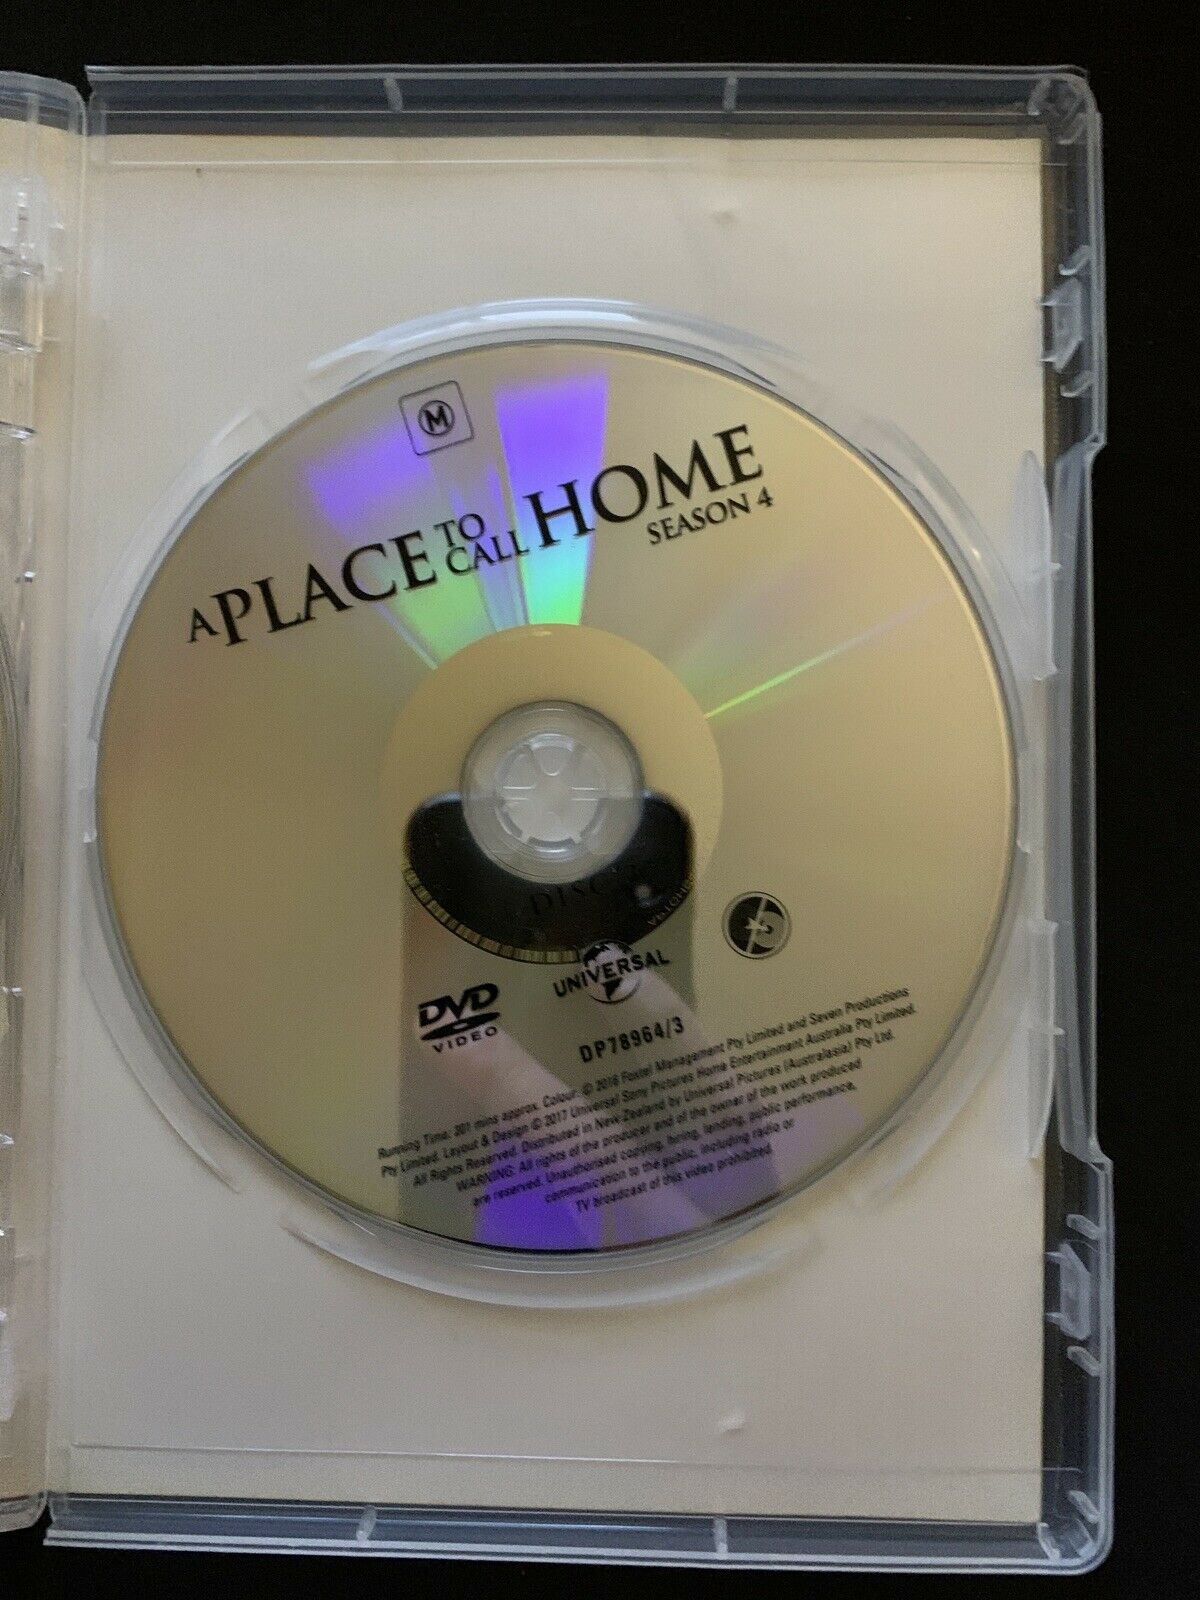 M
A PLACE TO CALL HOME
SEASON 4
DISC
DVD
VIDEO
UNIVERSAL
DP78964/3
Running Time: 301 mins approx. Colour. © 2016 Foxtel Management Pty Limited and Seven Productions
Pty Limited. Layout & Design © 2017 Universal Sony Pictures Home Entertainment Australia Pty Limited.
All Rights Reserved. Distributed in New Zealand by Universal Pictures (Australasia) Pty Ltd.
WARNING: All rights of the producer and of the owner of the work produced
are reserved. Unauthorised copying, hiring, lending, public performance,
communication to the public, including radio or
TV broadcast of this video prohibited.